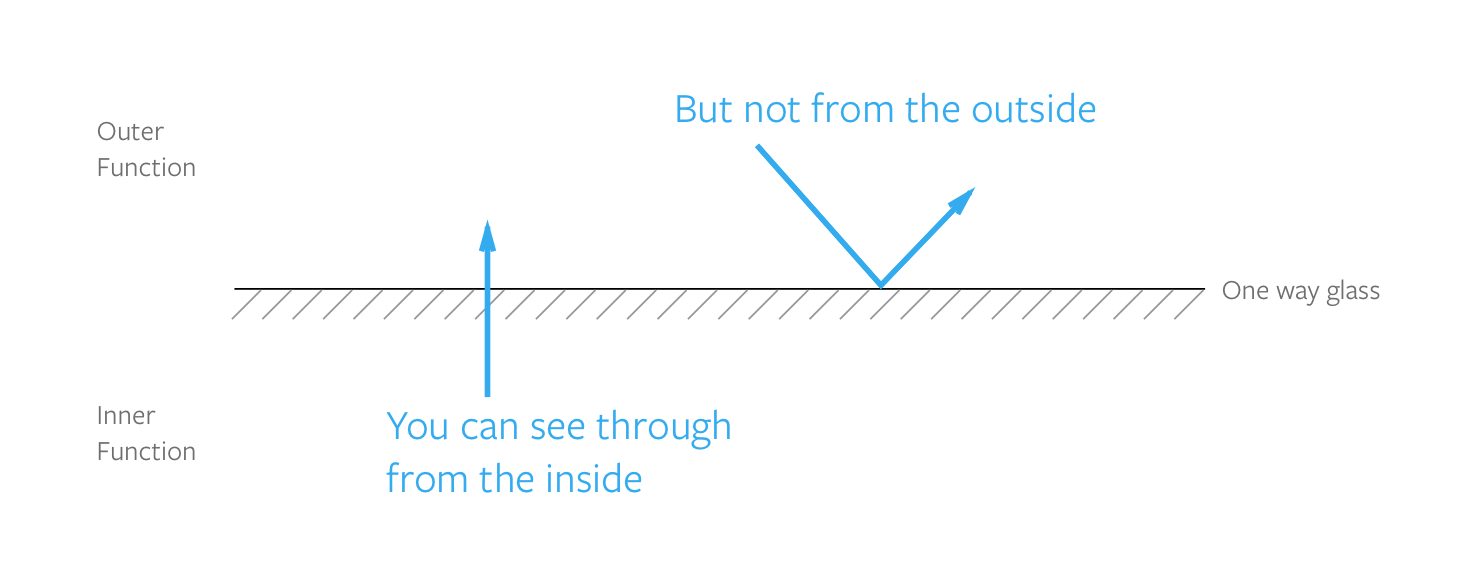 But not from the outside
Outer
Function
One way glass
Inner
Function
You can see through
from the inside